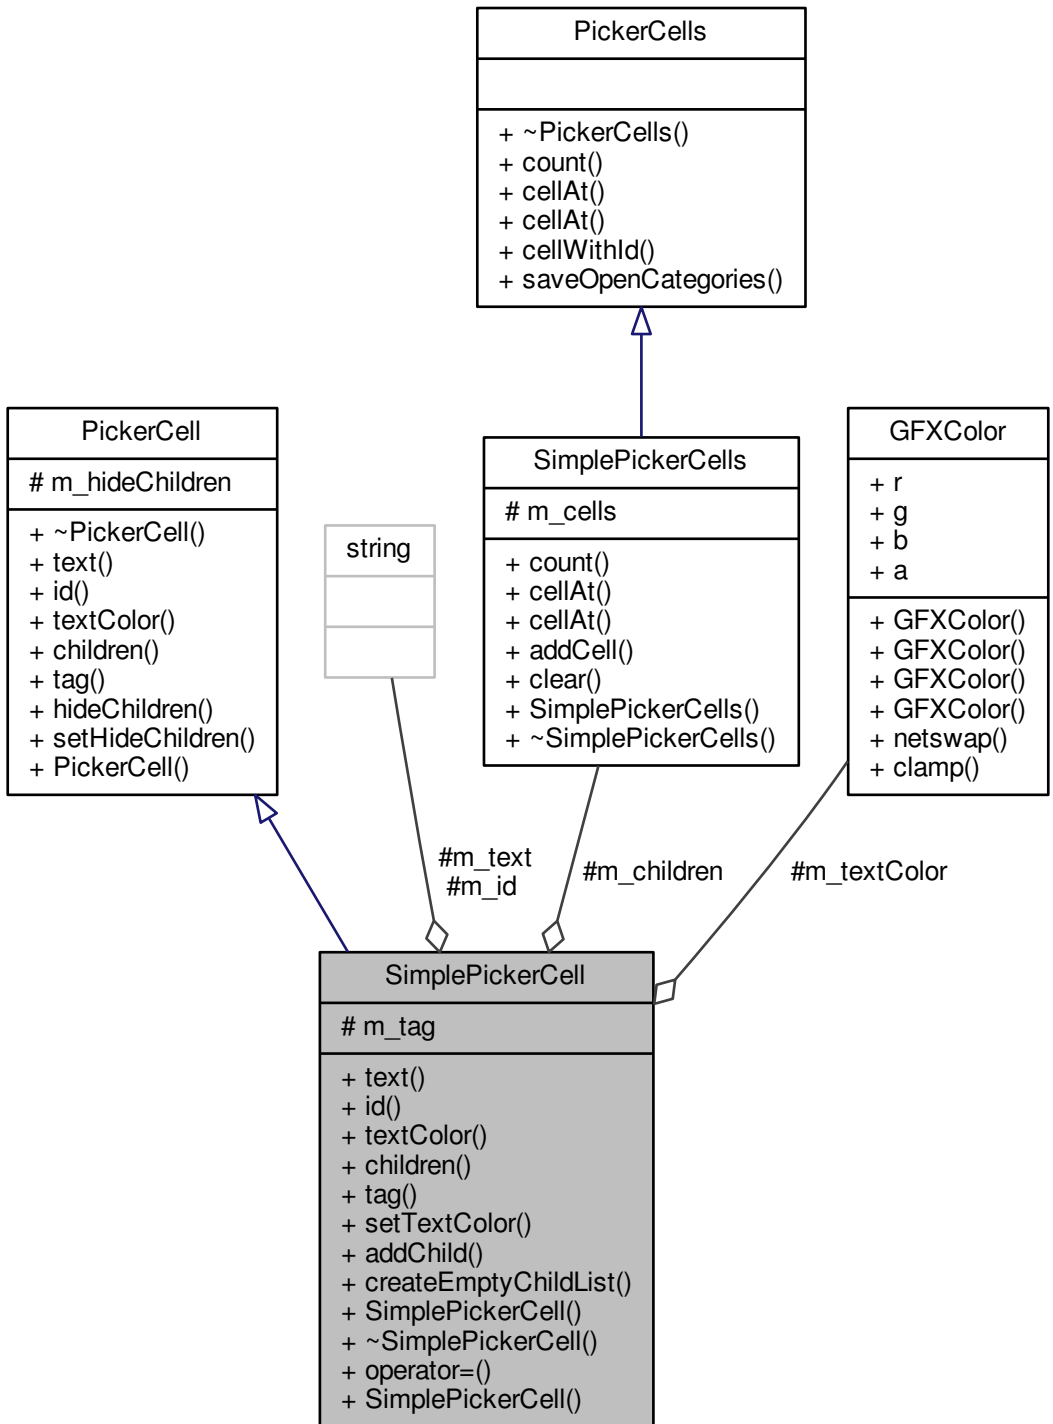 PickerCells
+ ~PickerCells()
+ count()
+ cellAt()
+ cellAt()
+ cellWithId()
+ saveOpenCategories()
PickerCell
# m_hideChildren
+ ~PickerCell()
+ text()
+ id()
+ textColor()
+ children()
+ tag()
+ hideChildren()
+ setHideChildren()
+ PickerCell()
string
SimplePickerCells
# m_cells
+ count()
+ cellAt()
+ cellAt()
+ addCell()
+ clear()
+ SimplePickerCells()
+ ~SimplePickerCells()
GFXColor
+ r
+ g
+ b
+ a
+ GFXColor()
+ GFXColor()
+ GFXColor()
+ GFXColor()
+ netswap()
+ clamp()
#m_text
#m_id
#m_children
#m_textColor
SimplePickerCell
# m_tag
+ text()
+ id()
+ textColor()
+ children()
+ tag()
+ setTextColor()
+ addChild()
+ createEmptyChildList()
+ SimplePickerCell()
+ ~SimplePickerCell()
+ operator=()
+ SimplePickerCell()